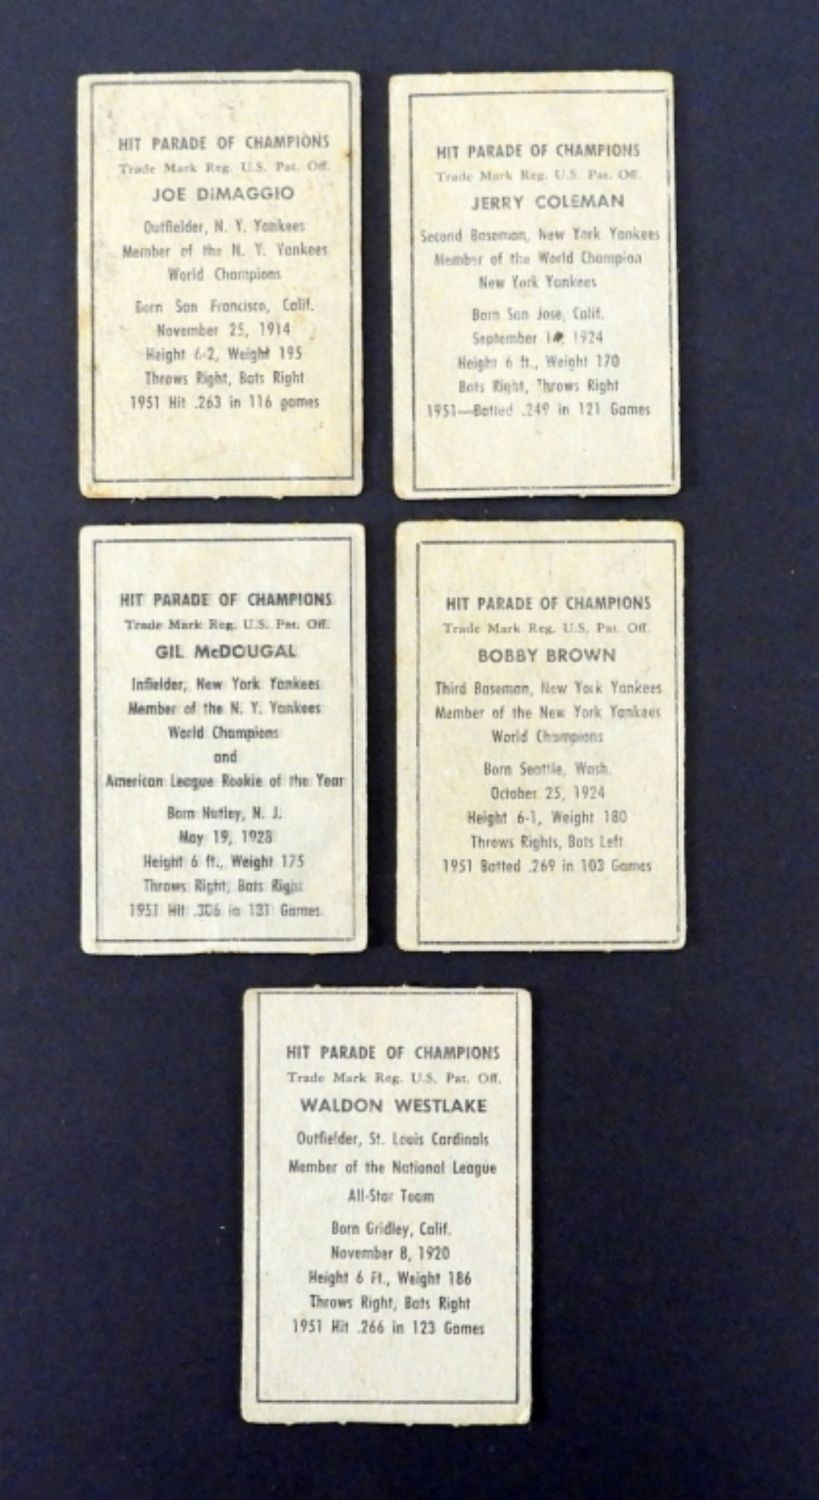 HIT PARADE OF CHAMPIONS
Trade Mark Reg. U.S. Pat. Off.
JOE DiMAGGIO
Outfielder, N. Y. Yankees
Member of the N. Y. Yankees
World Champions
Born San Francisco, Calif.
November 25, 1914
Height 6-2, Weight 195
Throws Right, Bats Right
1951 Hit .263 in 116 games
HIT PARADE OF CHAMPIONS
Trade Mark Reg. U.S. Pat. Off.
JERRY COLEMAN
Second Baseman, New York Yankees
Member of the World Champion
New York Yankees
Born San Jose, Calif.
September 1924
Height 6 ft., Weight 170
Bats Right, Throws Right
1951—Batted .249 in 121 Games
HIT PARADE OF CHAMPIONS
Trade Mark Reg. U.S. Pat. Off.
GIL McDOUGAL
Infielder, New York Yankees
Member of the N. Y. Yankees
World Champions
and
American League Rookie of the Year
Born Nutley, N. J.
May 19, 1928
Height 6 ft., Weight 175
Throws Right, Bats Right
1951 Hit .306 in 131 Games
HIT PARADE OF CHAMPIONS
Trade Mark Reg. U.S. Pat. Off.
BOBBY BROWN
Third Baseman, New York Yankees
Member of the New York Yankees
World Champions
Born Seattle, Wash.
October 25, 1924
Height 6-1, Weight 180
Throws Rights, Bats Left
1951 Batted .269 in 103 Games
HIT PARADE OF CHAMPIONS
Trade Mark Reg. U.S. Pat. Off.
WALDON WESTLAKE
Outfielder, St. Louis Cardinals
Member of the National League
All-Star Team
Born Gridley, Calif.
November 8, 1920
Height 6 Ft., Weight 186
Throws Right, Bats Right
1951 Hit .266 in 123 Games